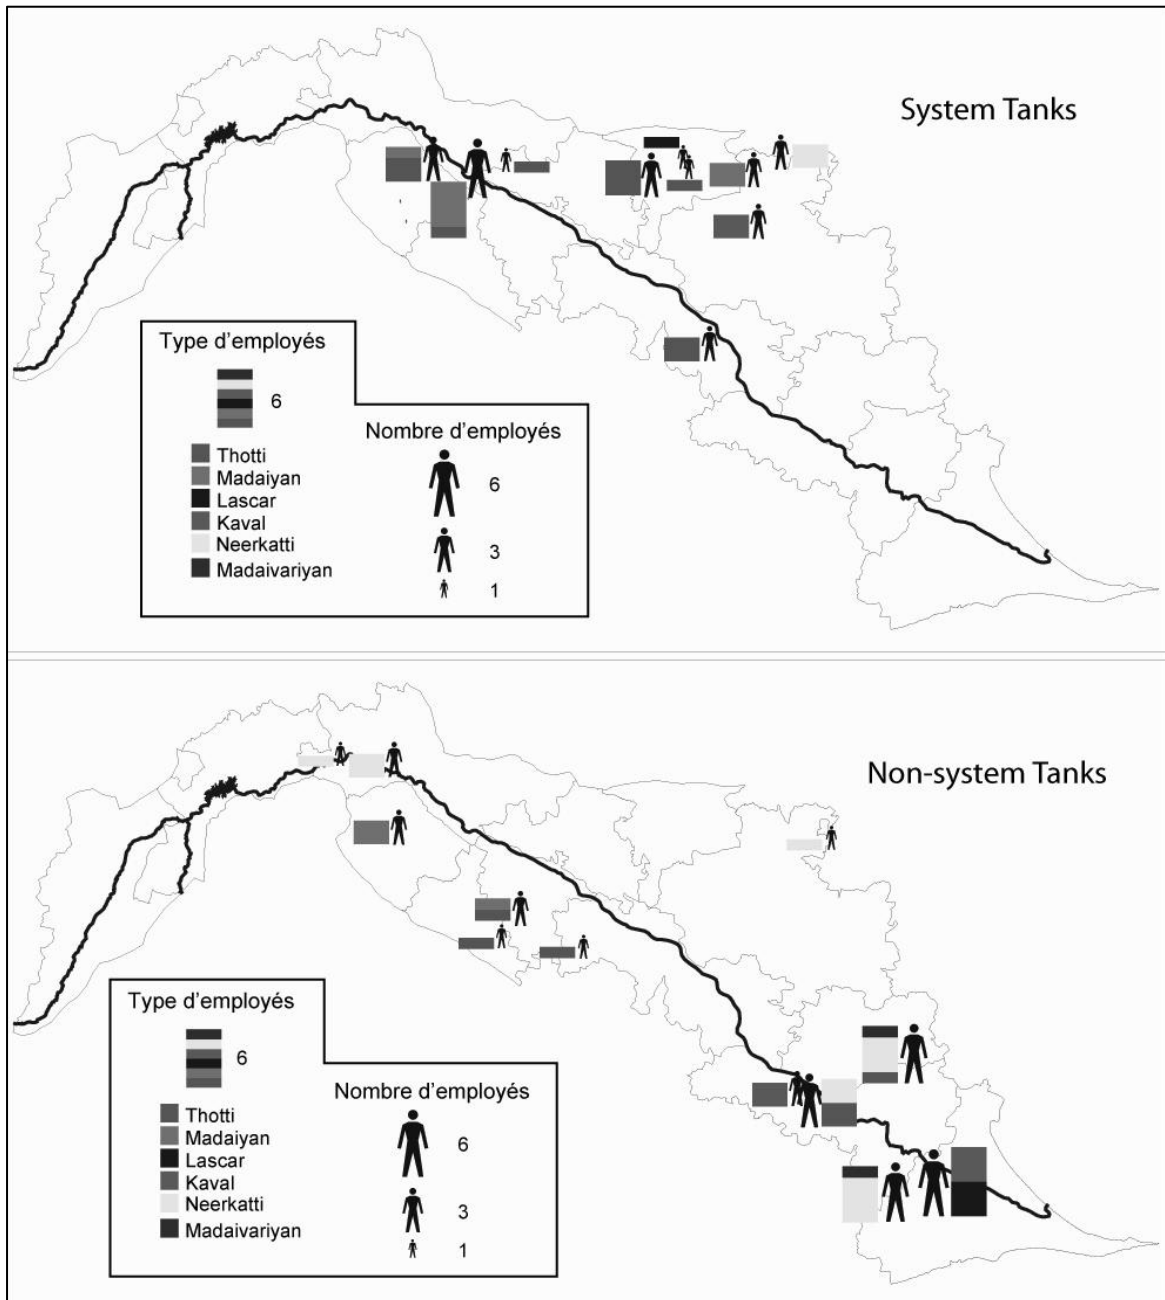 System Tanks
Type d'employés
6
Thotti
Madaiyan
Lascar
Kaval
Neerkatti
Madaivariyan
Nombre d'employés
6
3
1
Non-system Tanks
Type d'employés
6
Thotti
Madaiyan
Lascar
Kaval
Neerkatti
Madaivariyan
Nombre d'employés
6
3
1